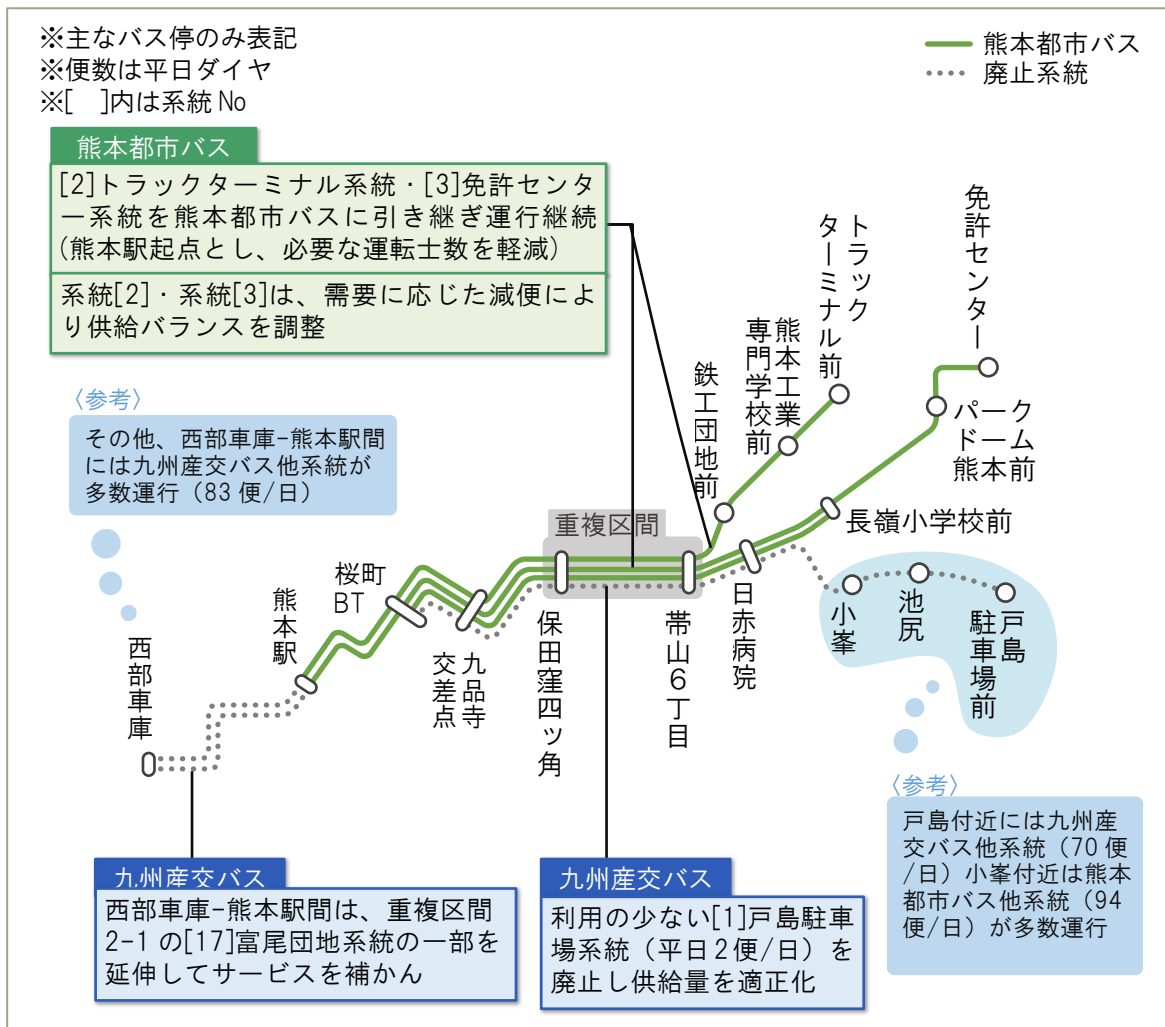 ※主なバス停のみ表記
※便数は平日ダイヤ
※[　]内は系統 No
熊本都市バス
廃止系統
熊本都市バス
[2]トラックターミナル系統・[3]免許センタ
ー系統を熊本都市バスに引き継ぎ運行継続
(熊本駅起点とし、必要な運転士数を軽減)
系統[2]・系統[3]は、需要に応じた減便によ
り供給バランスを調整
〈参考〉
その他、西部車庫-熊本駅間
には九州産交バス他系統が
多数運行（83 便/日）
免許センター
トラック
ターミナル前
熊本工業
専門学校前
鉄工団地前
パーク
ドーム
熊本前
長嶺小学校前
重複区間
桜町
BT
熊本駅
西部車庫
九品寺
交差点
保田窪四ッ角
帯山6丁目
日赤病院
小峯
池尻
戸島
駐車場前
〈参考〉
戸島付近には九州産
交バス他系統（70 便
/日）小峯付近は熊本
都市バス他系統（94
便/日）が多数運行
九州産交バス
西部車庫-熊本駅間は、重複区間
2-1 の[17]富尾団地系統の一部を
延伸してサービスを補かん
九州産交バス
利用の少ない[1]戸島駐車
場系統（平日2便/日）を
廃止し供給量を適正化